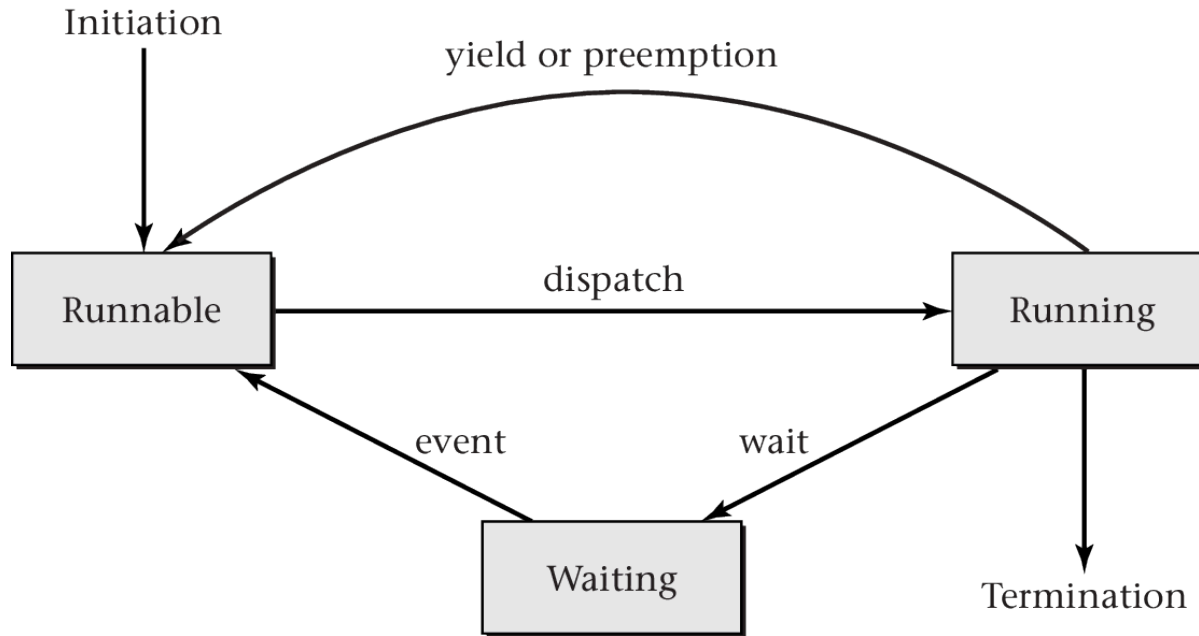 Initiation
yield or preemption
dispatch
Runnable
Running
event
wait
Waiting
Termination